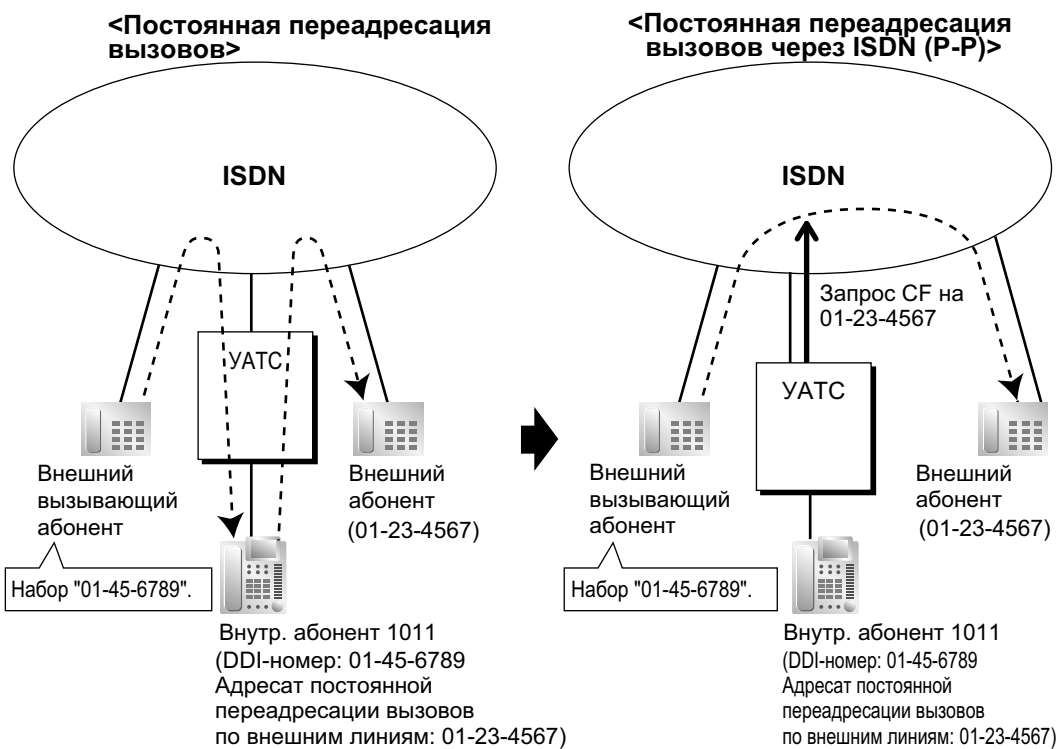 <Постоянная переадресация
вызовов>
ISDN
УАТС
Внешний
вызывающий
абонент
Набор "01-45-6789".
Внешний
абонент
(01-23-4567)
Внутр. абонент 1011
(DDI-номер: 01-45-6789
Адресат постоянной
переадресации вызовов
по внешним линиям: 01-23-4567)
<Постоянная переадресация
вызовов через ISDN (P-P)>
ISDN
Запрос CF на
01-23-4567
УАТС
Внешний
вызывающий
абонент
Набор "01-45-6789".
Внешний
абонент
(01-23-4567)
Внутр. абонент 1011
(DDI-номер: 01-45-6789
Адресат постоянной
переадресации вызовов
по внешним линиям: 01-23-4567)